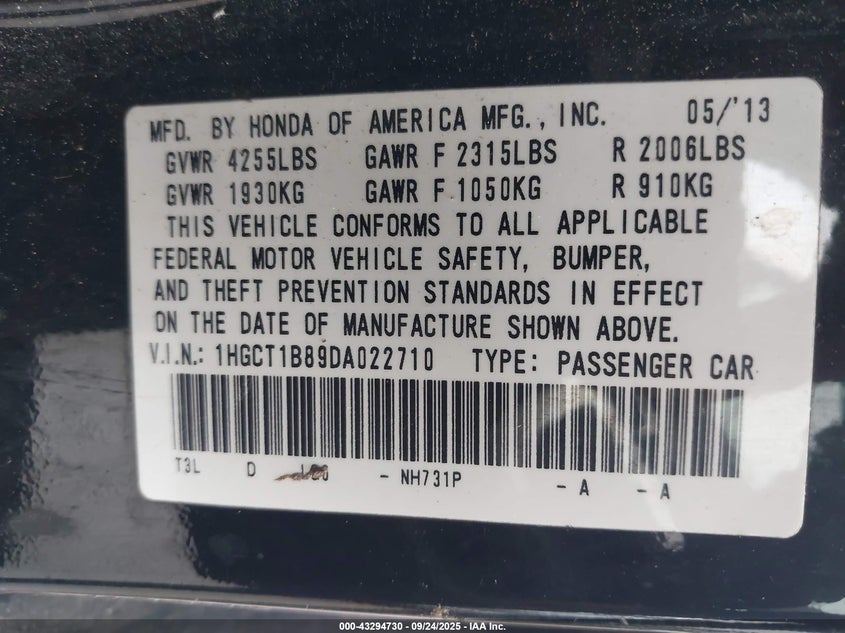 MFD. BY HONDA OF AMERICA MFG., INC. 05/'13
GVWR 4255LBS GAWR F 2315LBS R 2006LBS
GVWR 1930KG GAWR F 1050KG R 910KG
THIS VEHICLE CONFORMS TO ALL APPLICABLE
FEDERAL MOTOR VEHICLE SAFETY, BUMPER,
AND THEFT PREVENTION STANDARDS IN EFFECT
ON THE DATE OF MANUFACTURE SHOWN ABOVE.
V.I.N.: 1HGCT1B89DA022710 TYPE: PASSENGER CAR
T3L D - NH731P - A - A
000-43294730 - 09/24/2025 - IAA Inc.